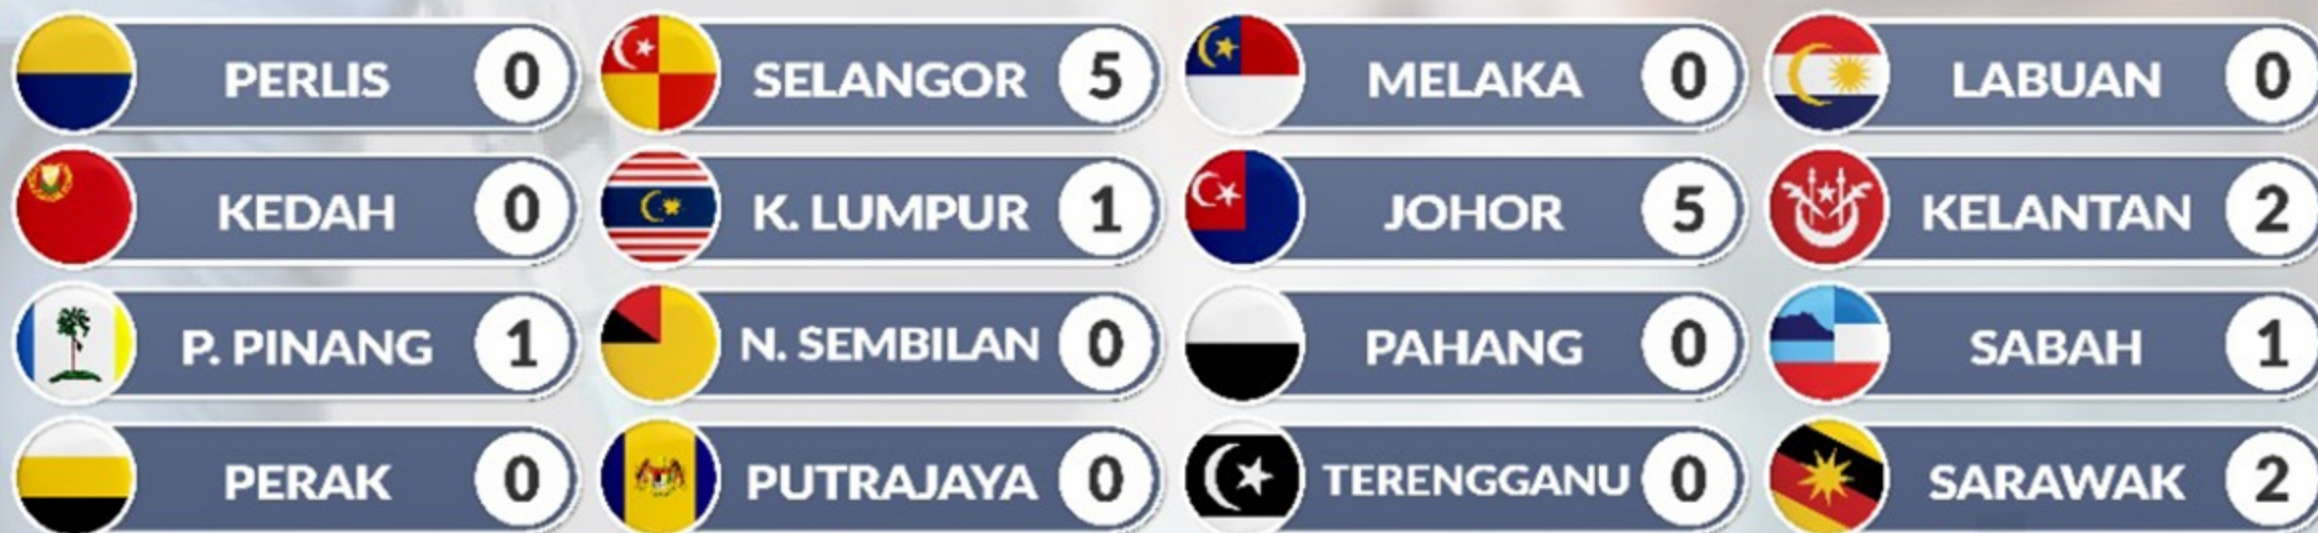 PERLIS 0 SELANGOR 5 MELAKA 0 LABUAN 0
KEDAH 0 K. LUMPUR 1 JOHOR 5 KELANTAN 2
P. PINANG 1 N. SEMBILAN 0 PAHANG 0 SABAH 1
PERAK 0 PUTRAJAYA 0 TERENGGANU 0 SARAWAK 2